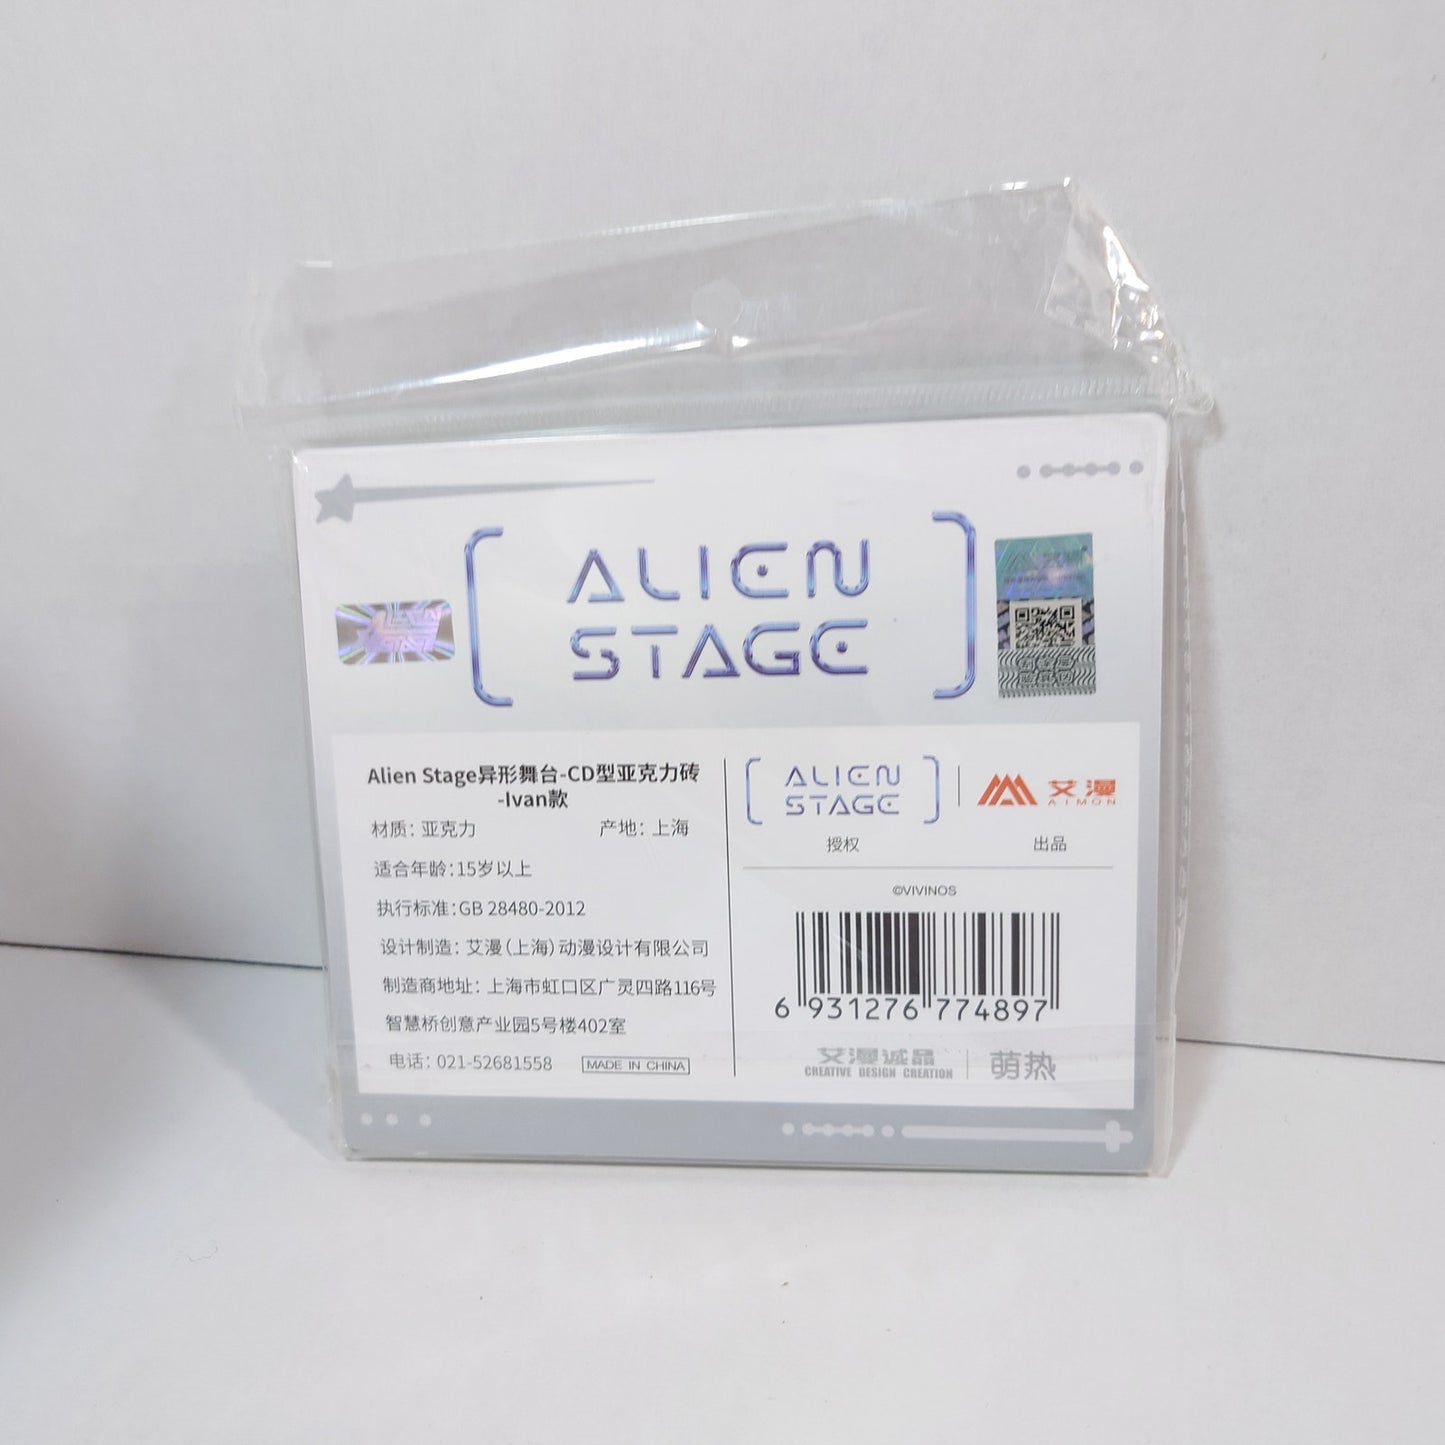 ALIEN
STAGE
Alien Stage异形舞台-CD型亚克力砖
-Ivan款
材质：亚克力 产地：上海
适合年龄：15岁以上
执行标准：GB 28480-2012
设计制造：艾漫（上海）动漫设计有限公司
制造商地址：上海市虹口区广灵四路116号
智慧桥创意产业园5号楼402室
电话：021-52681558 MADE IN CHINA
ALIEN
STAGE
授权
艾漫
AIMON
出品
©VIVINOS
6 931276 774897
艾漫诚品
CREATIVE DESIGN CREATION
萌热